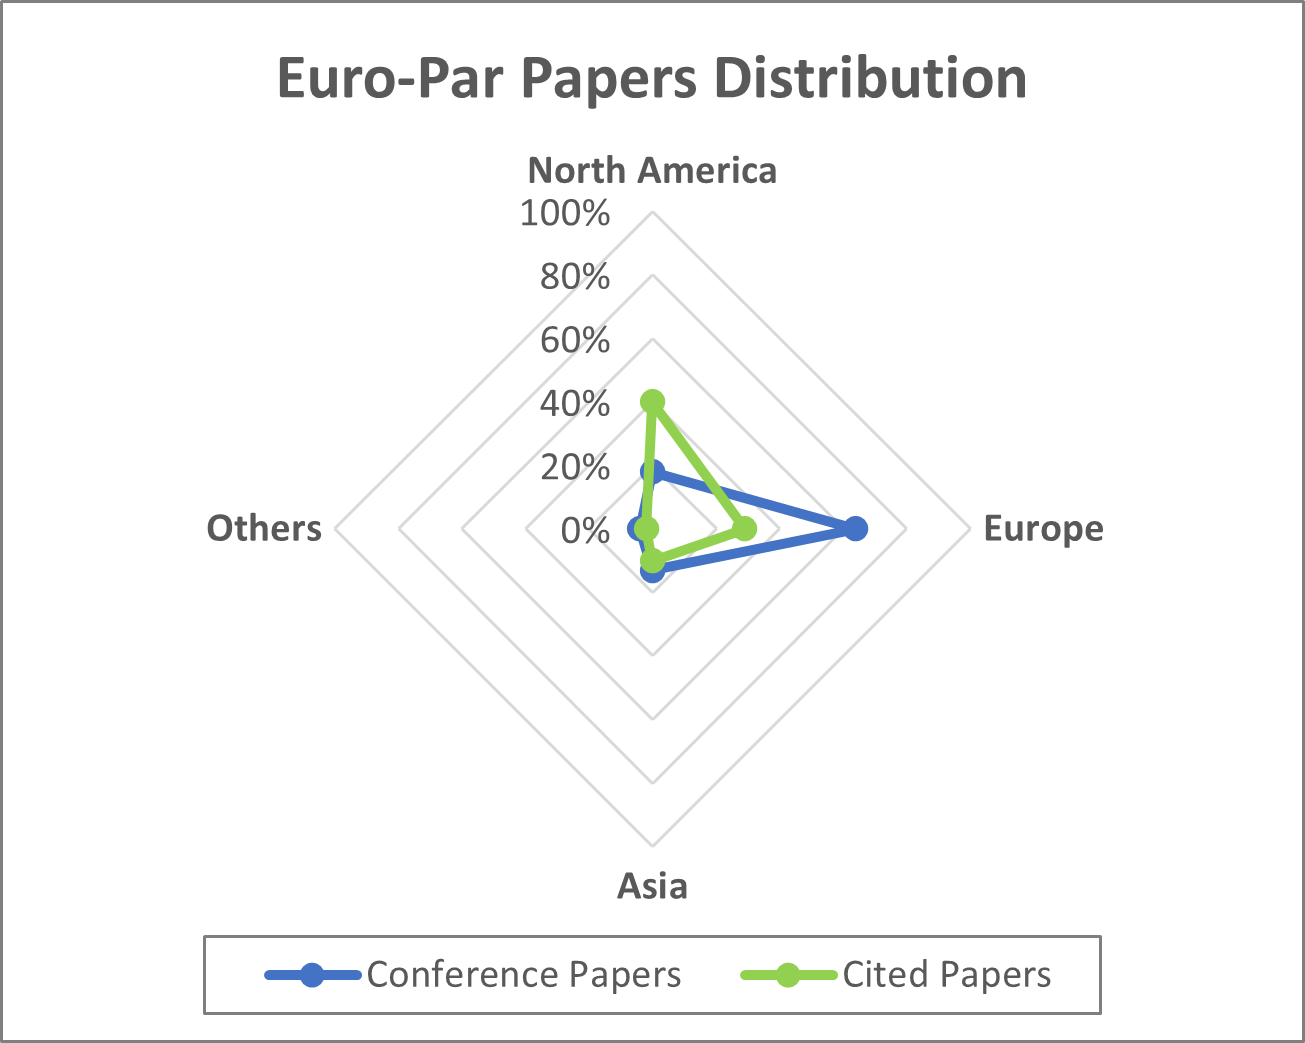 Euro-Par Papers Distribution
North America
100%
80%
60%
40%
20%
0%
Others
Europe
Asia
Conference Papers
Cited Papers